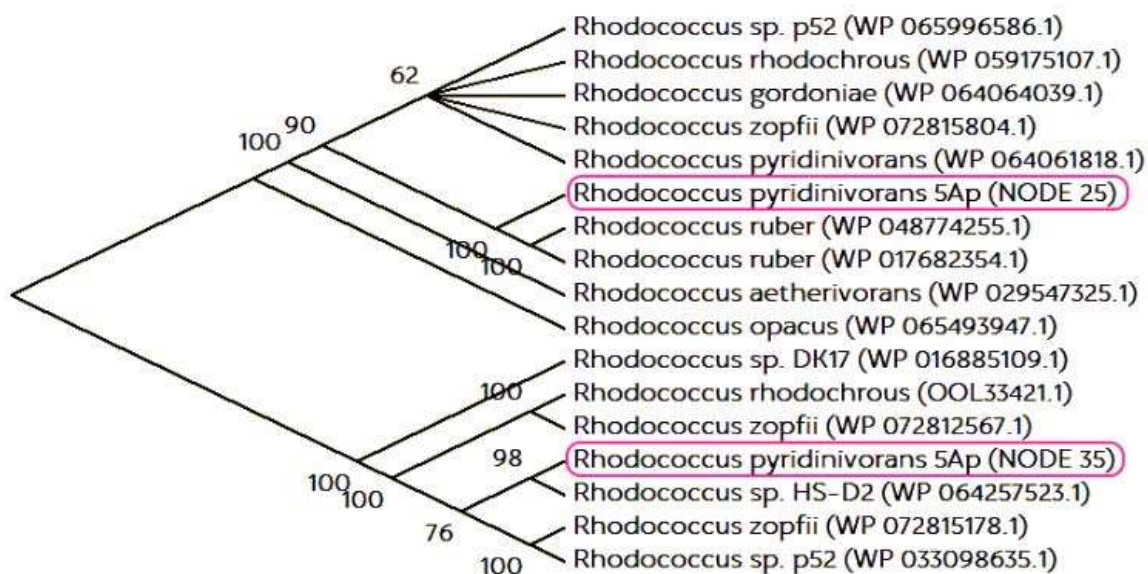 Rhodococcus sp. p52 (WP 065996586.1)
Rhodococcus rhodochrous (WP 059175107.1)
62
Rhodococcus gordoniae (WP 064064039.1)
Rhodococcus zopfii (WP 072815804.1)
90
100
Rhodococcus pyridinivorans (WP 064061818.1)
Rhodococcus pyridinivorans 5Ap (NODE 25)
Rhodococcus ruber (WP 048774255.1)
100
100
Rhodococcus ruber (WP 017682354.1)
Rhodococcus aetherivorans (WP 029547325.1)
Rhodococcus opacus (WP 065493947.1)
Rhodococcus sp. DK17 (WP 016885109.1)
100
Rhodococcus rhodochrous (OOL33421.1)
Rhodococcus zopfii (WP 072812567.1)
98
Rhodococcus pyridinivorans 5Ap (NODE 35)
100
100
Rhodococcus sp. HS-D2 (WP 064257523.1)
76
Rhodococcus zopfii (WP 072815178.1)
100
Rhodococcus sp. p52 (WP 033098635.1)